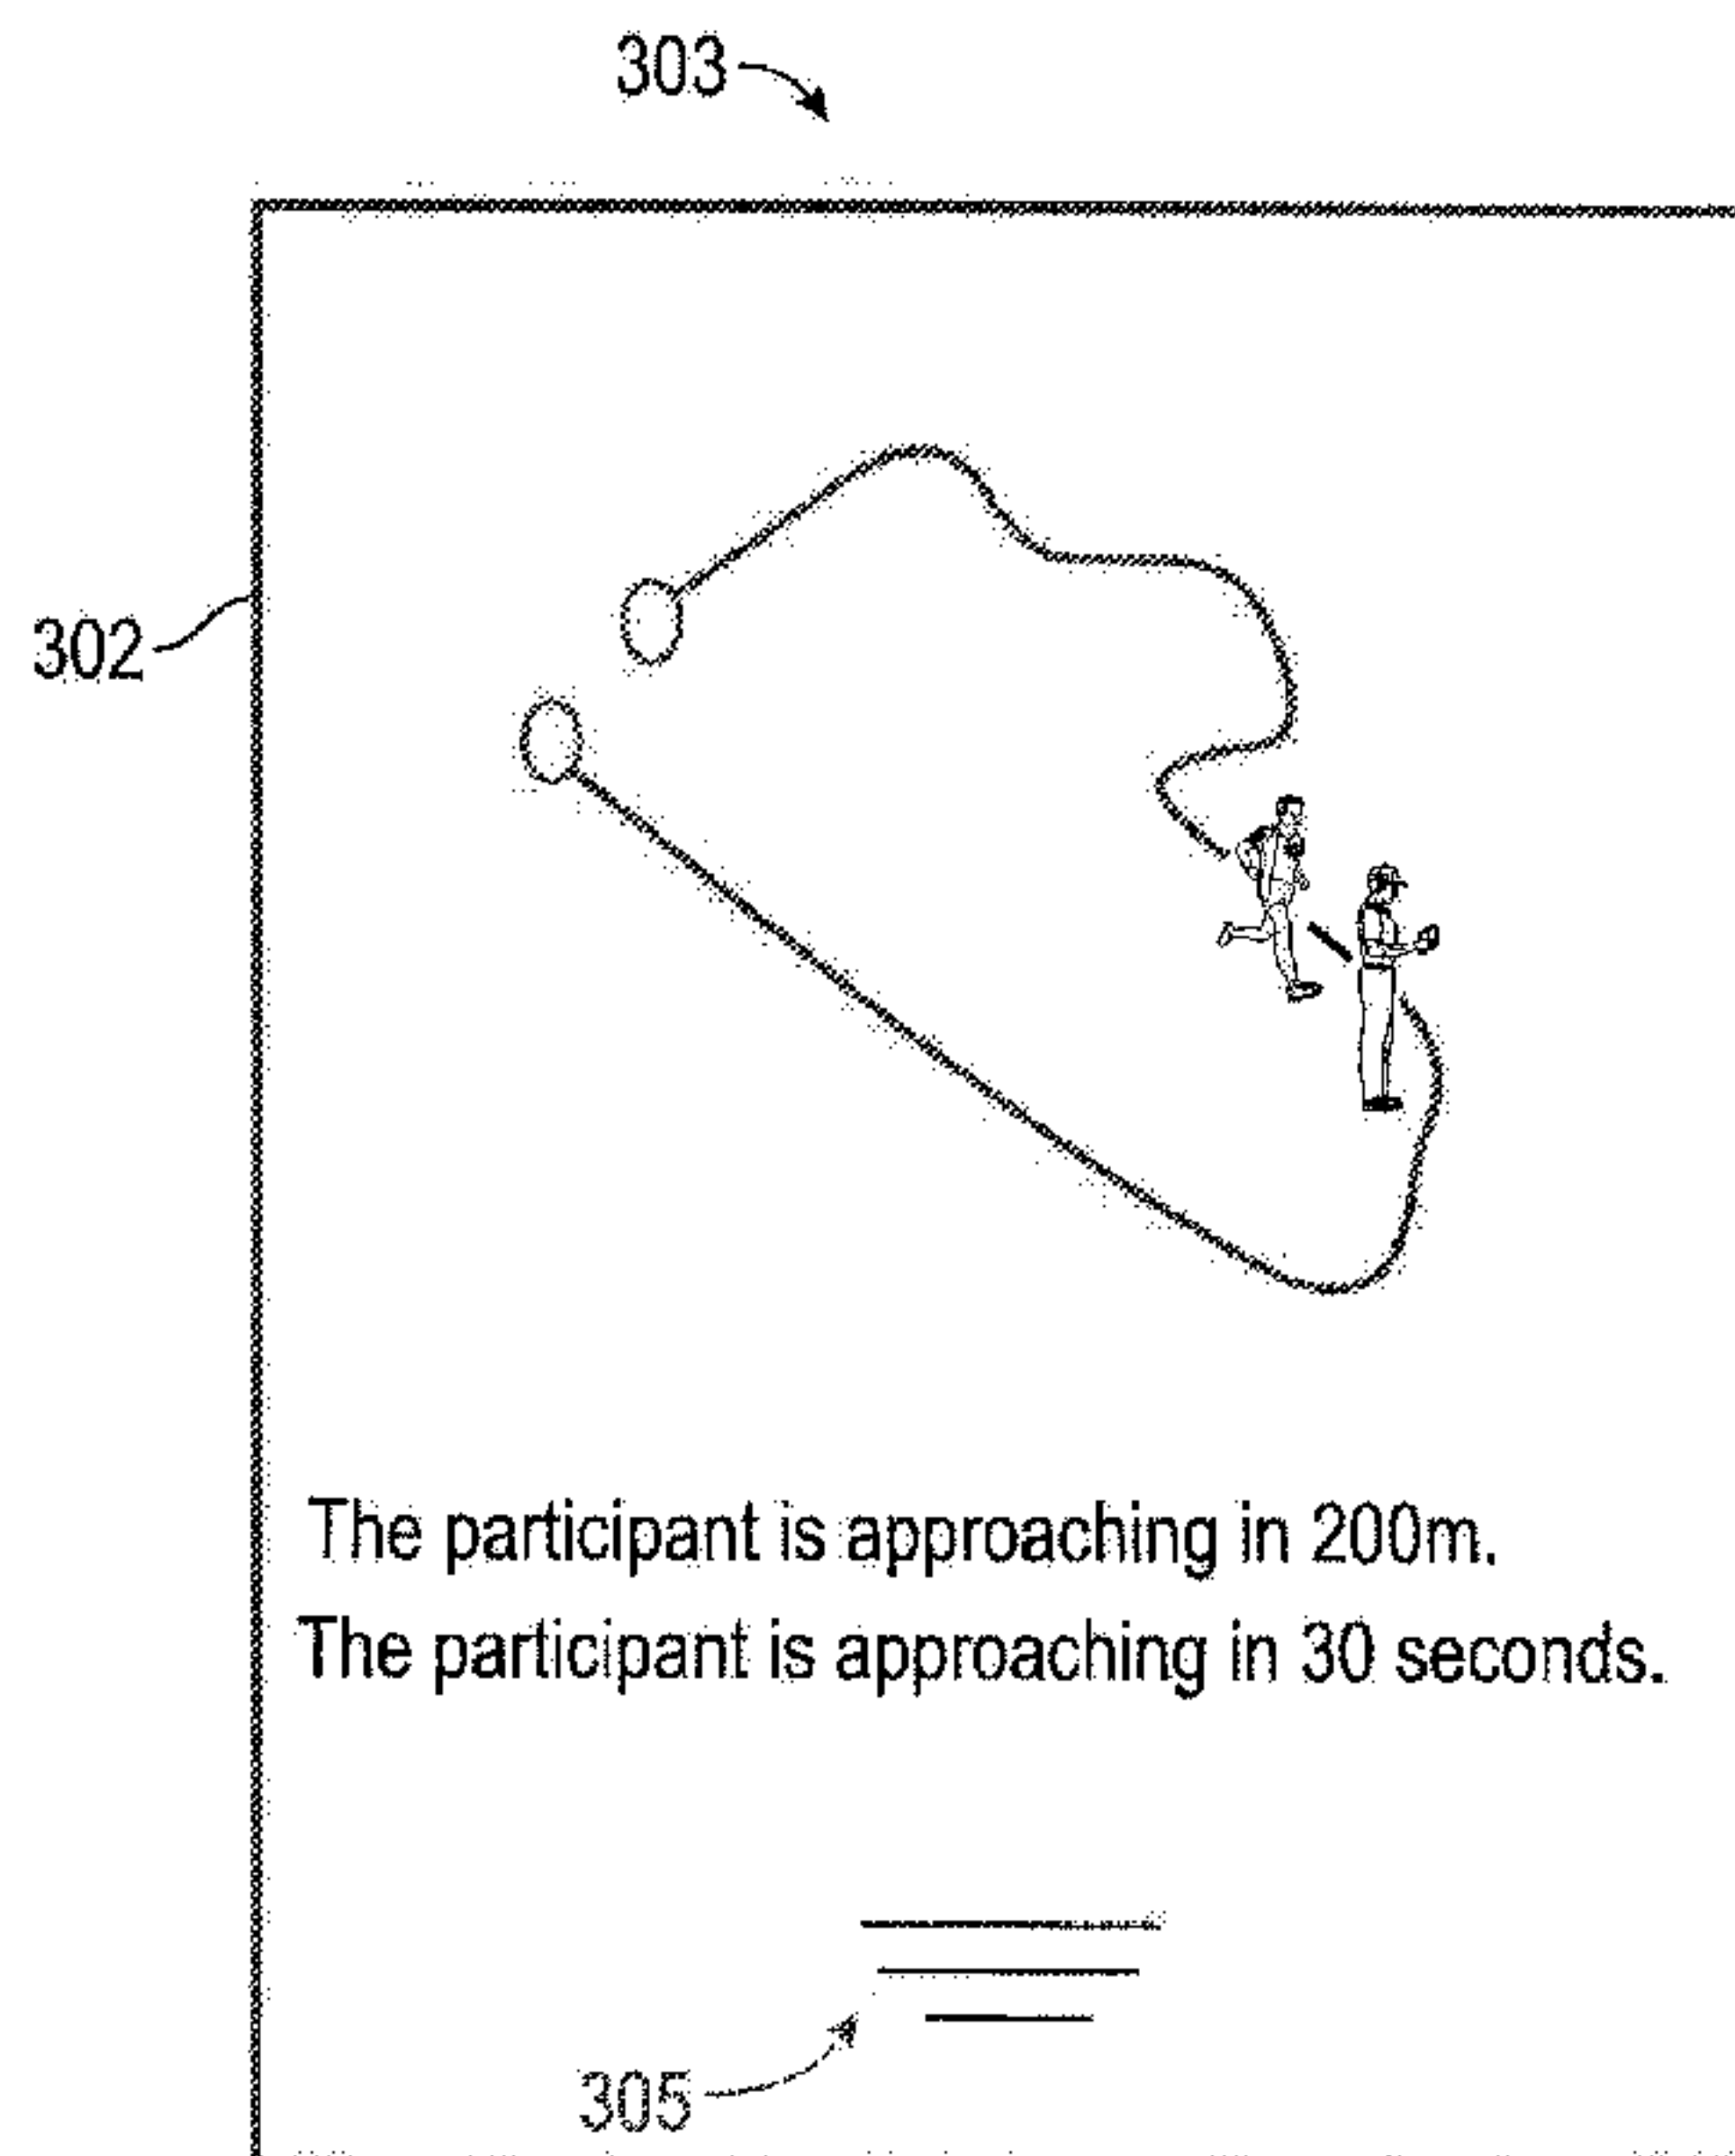 303
302
The participant is approaching in 200m.
The participant is approaching in 30 seconds.
305